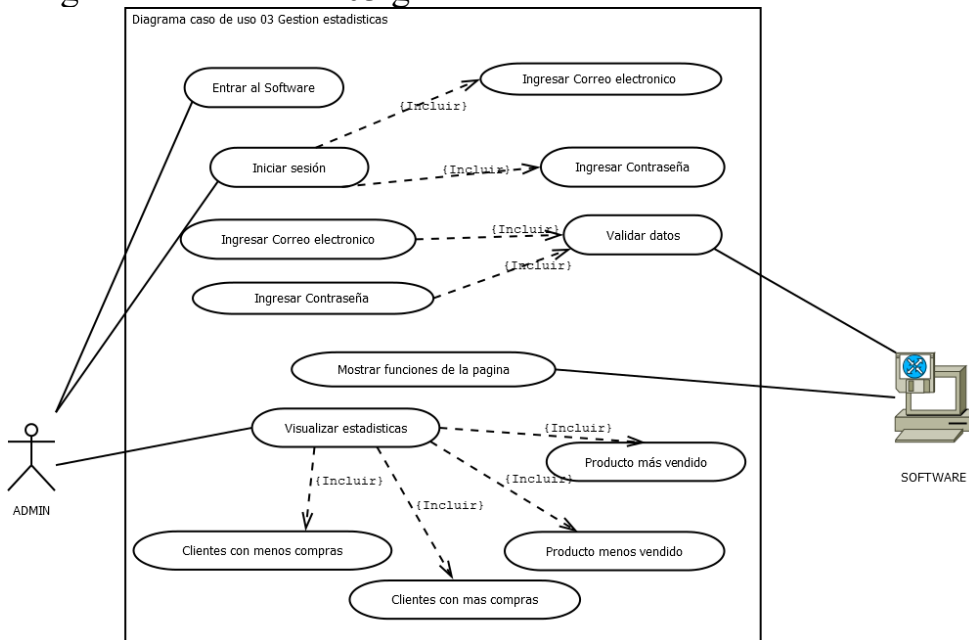 Diagrama caso de uso 03 Gestion estadisticas
Entrar al Software
Ingresar Correo electronico
{Incluir}
Iniciar sesión
{Incluir}
Ingresar Contraseña
Ingresar Correo electronico
{Incluir}
Validar datos
{Incluir}
Ingresar Contraseña
Mostrar funciones de la pagina
Visualizar estadisticas
{Incluir}
Producto más vendido
SOFTWARE
{Incluir}
{Incluir}
{Incluir}
ADMIN
Clientes con menos compras
Producto menos vendido
Clientes con mas compras